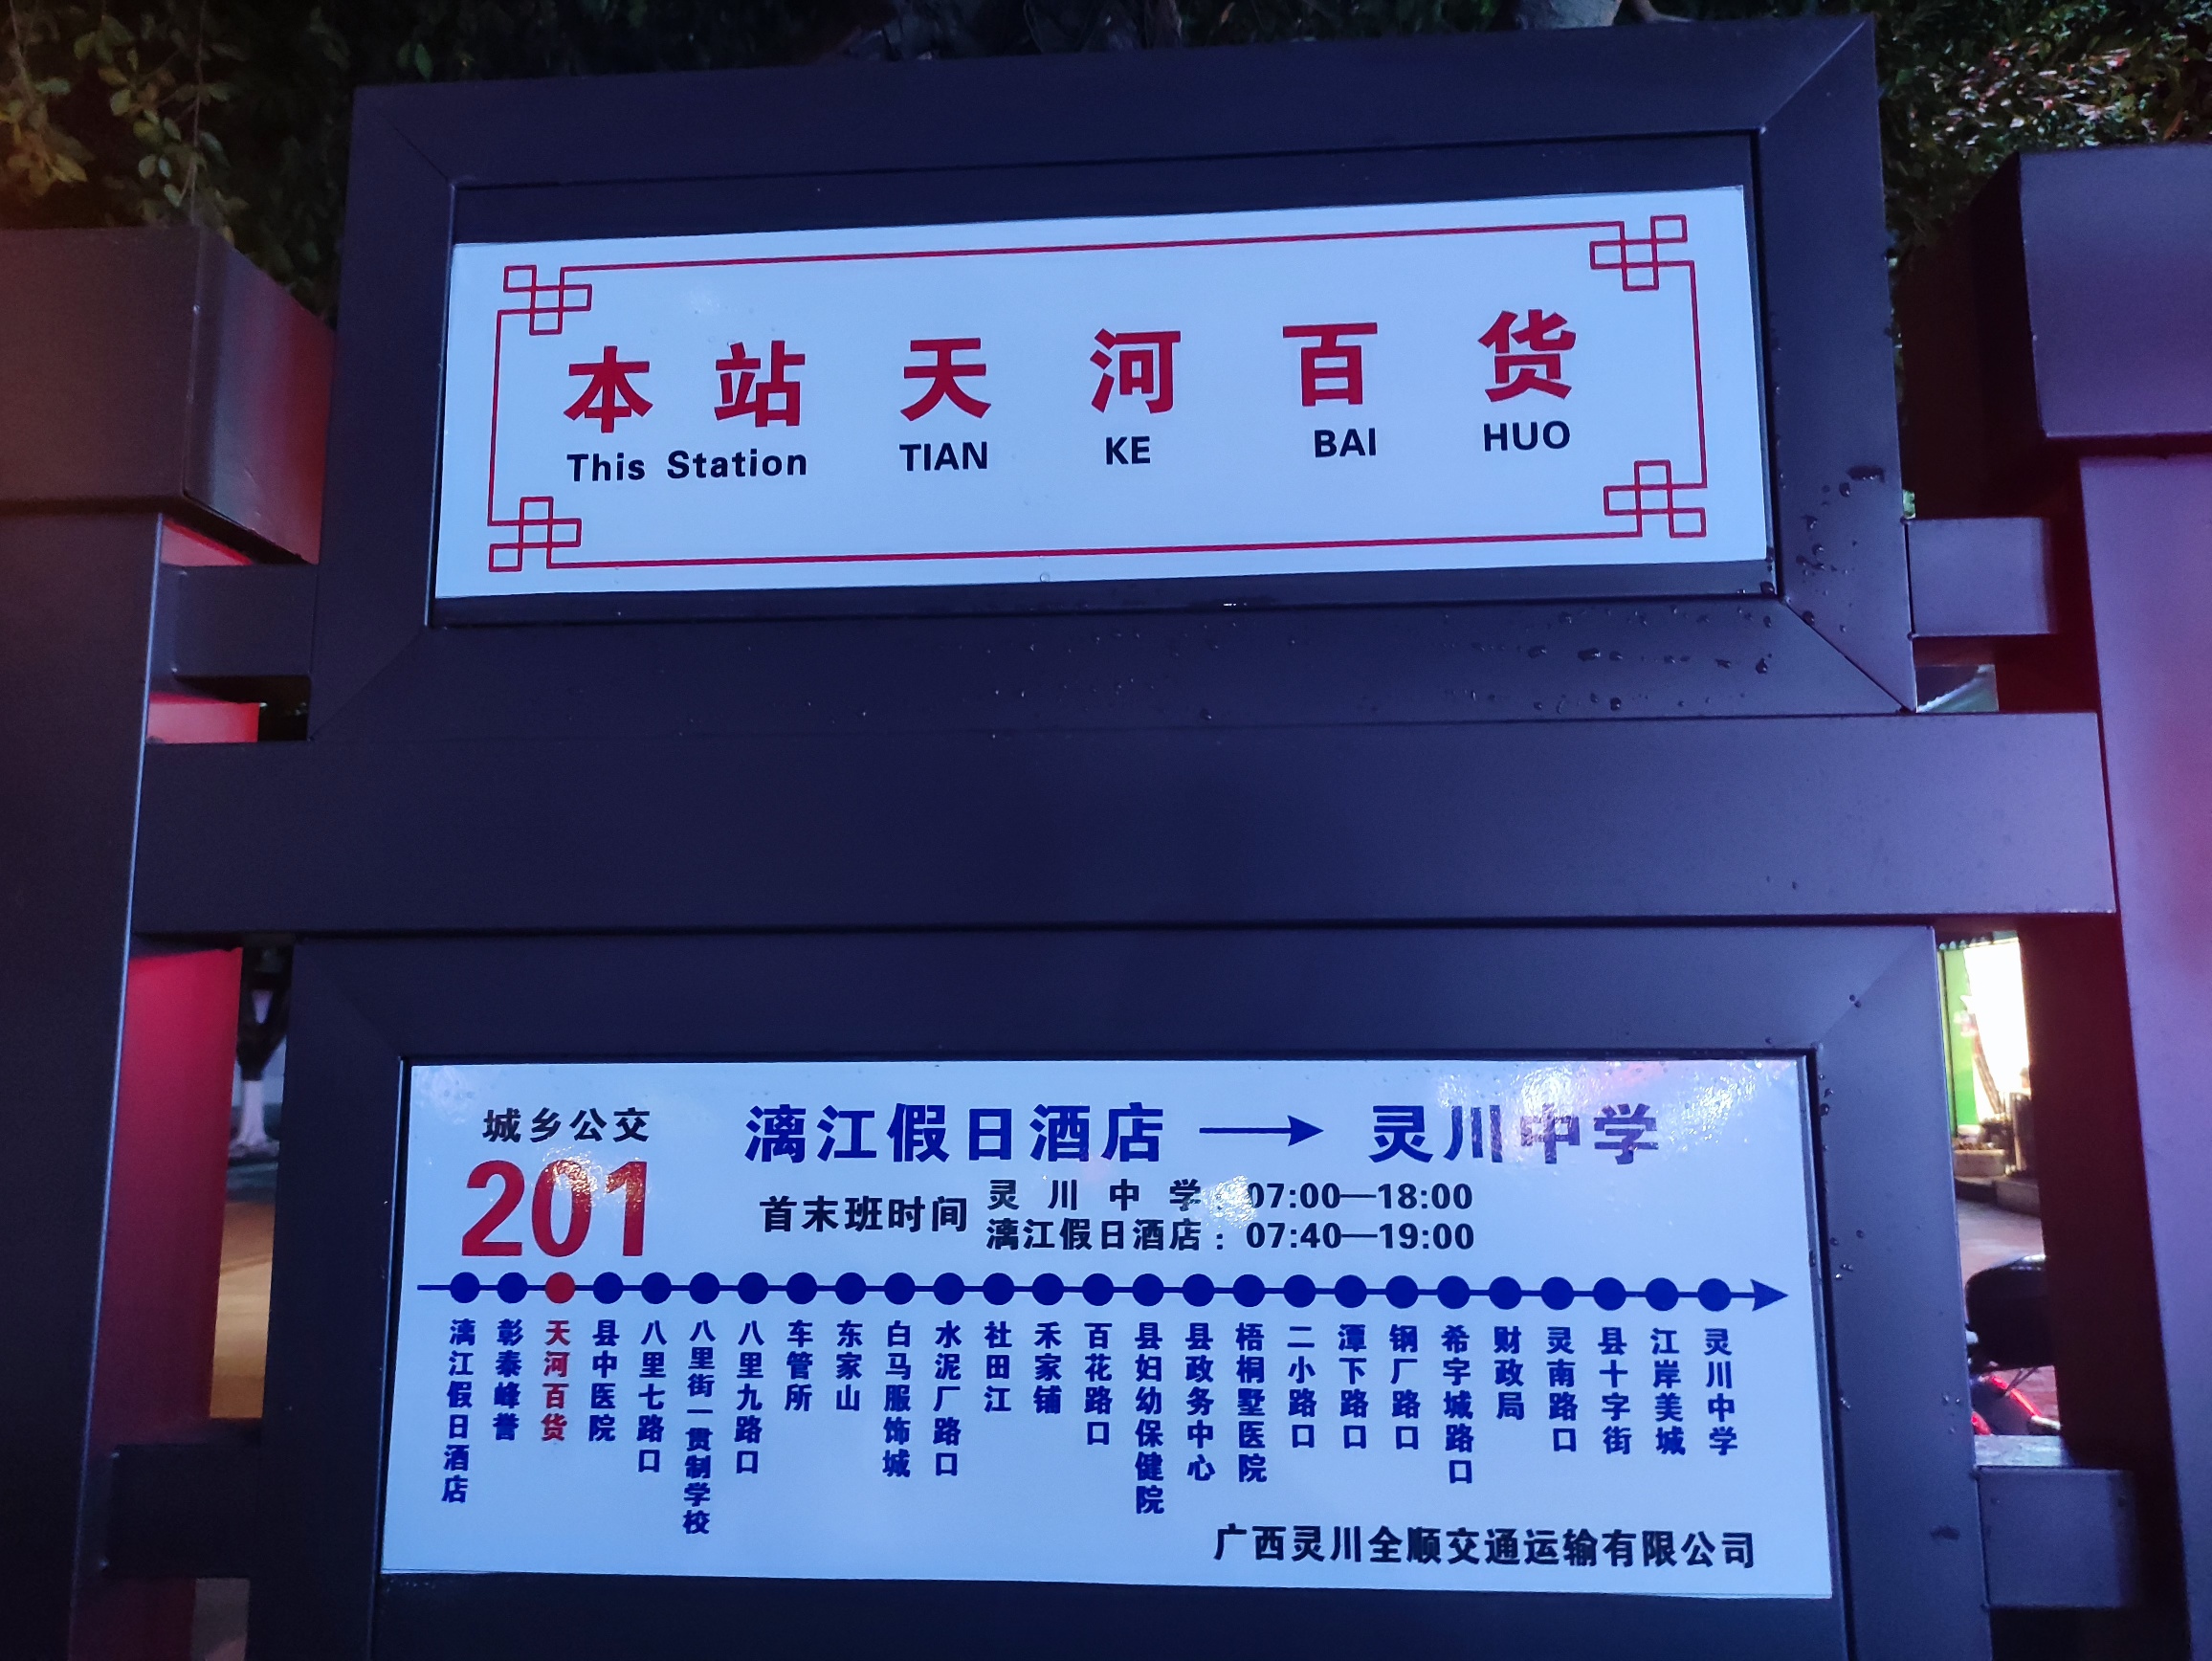 本站 天河百货
This Station TIAN KE BAI HUO
城乡公交
201
漓江假日酒店 → 灵川中学
首末班时间
灵川中学：07:00—18:00
漓江假日酒店：07:40—19:00
漓江假日酒店
彰泰峰誉
天河百货
县中医院
八里七路口
八里街一贯制学校
八里九路口
车管所
东家山
白马服饰城
水泥厂路口
社田江
禾家铺
百花路口
县妇幼保健院
县政务中心
梧桐墅医院
二小路口
潭下路口
钢厂路口
希宇城路口
财政局
灵南路口
县十字街
江岸美城
灵川中学
广西灵川全顺交通运输有限公司